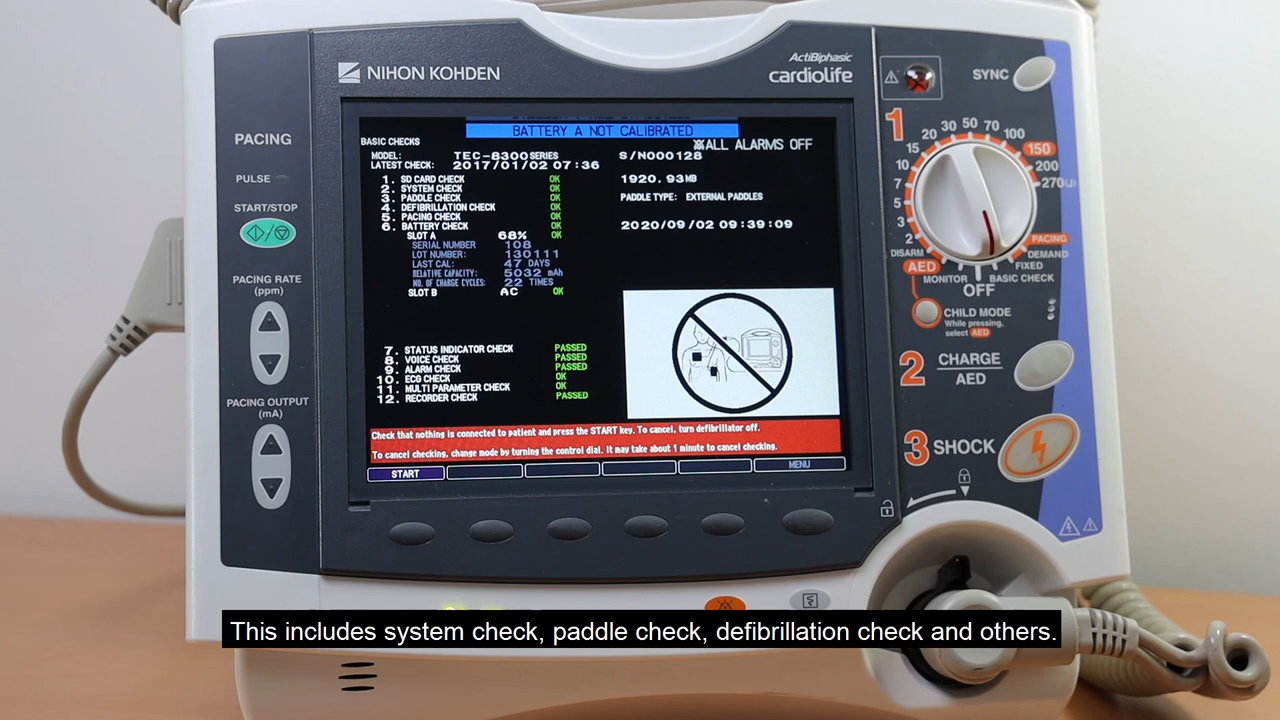 NIHON KOHDEN
ActiBiphasic
cardiolife
PACING
PULSE
START/STOP
PACING RATE
(ppm)
PACING OUTPUT
(mA)
BATTERY A NOT CALIBRATED
BASIC CHECKS
ALL ALARMS OFF
MODEL: TEC-8300SERIES S/N000128
LATEST CHECK: 2017/01/02 07:36
1. SD CARD CHECK OK 1920.93MB
2. SYSTEM CHECK OK
3. PADDLE CHECK OK PADDLE TYPE: EXTERNAL PADDLES
4. DEFIBRILLATION CHECK OK
5. PACING CHECK OK
6. BATTERY CHECK OK 2020/09/02 09:39:09
SLOT A 68% OK
SERIAL NUMBER 108
LOT NUMBER: 130111
LAST CAL: 47 DAYS
RELATIVE CAPACITY: 5032 mAh
NO. OF CHARGE CYCLES: 22 TIMES
SLOT B AC OK
7. STATUS INDICATOR CHECK PASSED
8. VOICE CHECK PASSED
9. ALARM CHECK PASSED
10. ECG CHECK OK
11. MULTI PARAMETER CHECK OK
12. RECORDER CHECK PASSED
Check that nothing is connected to patient and press the START key. To cancel, turn defibrillator off.
To cancel checking, change mode by turning the control dial. It may take about 1 minute to cancel checking.
START
MENU
SYNC
1
2 3 5 7 10 15 20 30 50 70 100 150 200 270J
DISARM
AED
MONITOR
OFF
BASIC CHECK
FIXED
DEMAND
PACING
CHILD MODE
While pressing,
select AED
2 CHARGE
AED
3 SHOCK
This includes system check, paddle check, defibrillation check and others.